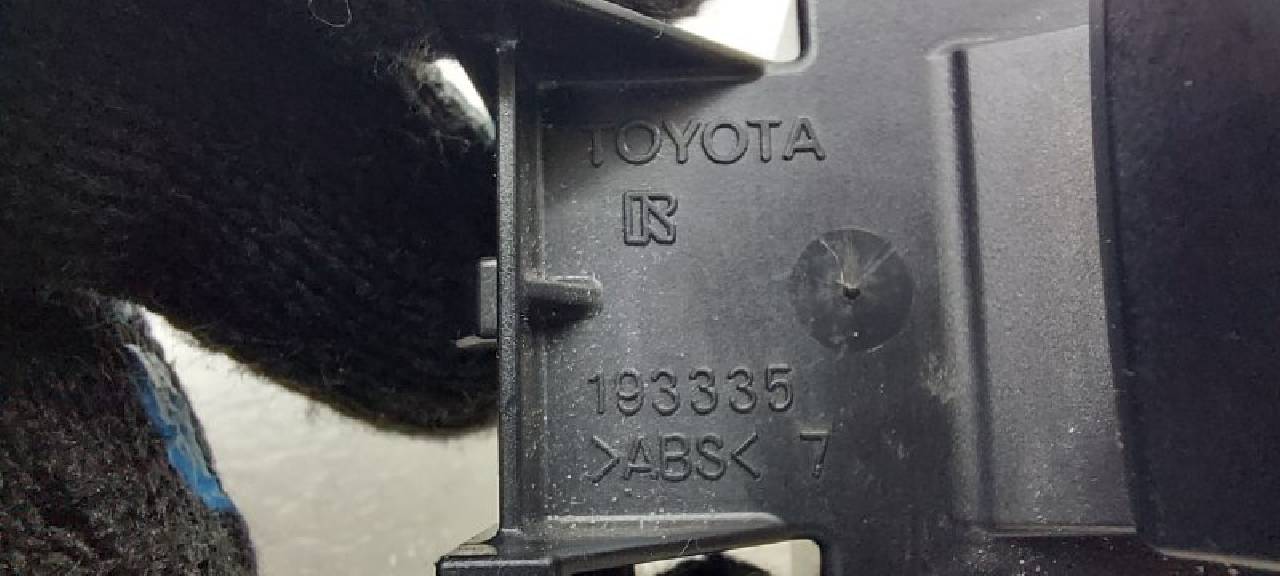 TOYOTA
R
193335
>ABS< 7